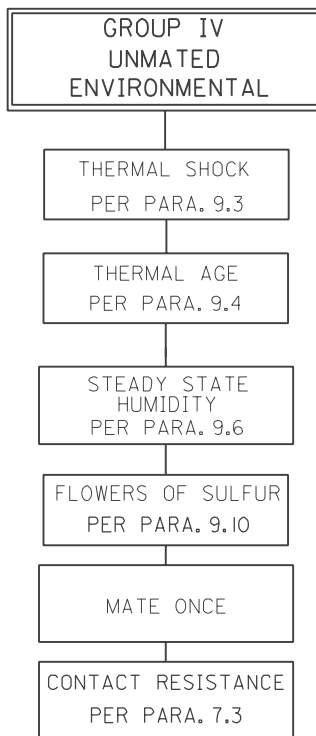 GROUP IV
UNMATED
ENVIRONMENTAL
THERMAL SHOCK
PER PARA. 9.3
THERMAL AGE
PER PARA. 9.4
STEADY STATE
HUMIDITY
PER PARA. 9.6
FLOWERS OF SULFUR
PER PARA. 9.10
MATE ONCE
CONTACT RESISTANCE
PER PARA. 7.3